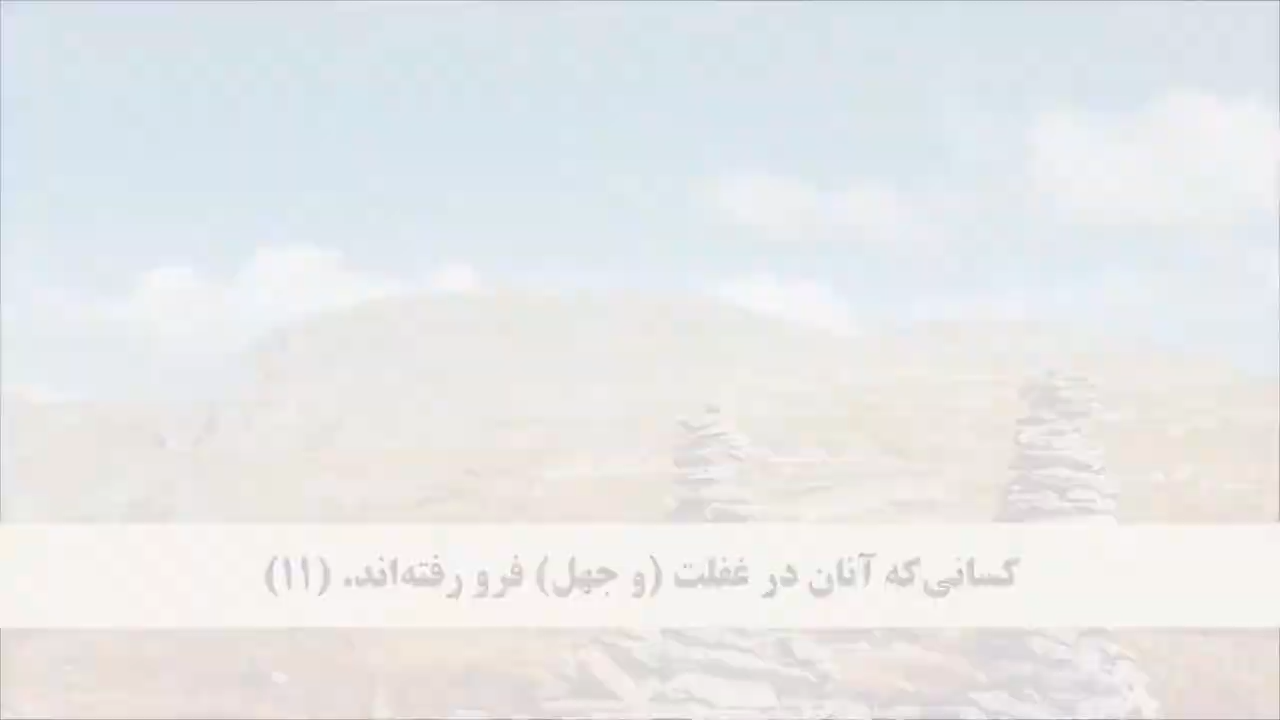 کسانی‌که آنان در غفلت (و جهل) فرو رفته‌اند. (۱۱)